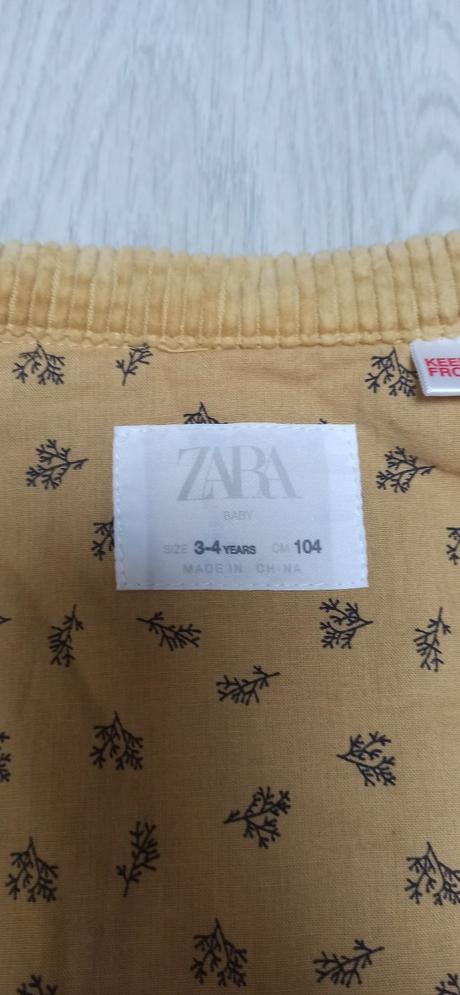 KEE
FRO
ZARA
BABY
SIZE 3-4 YEARS CM 104
MADE IN CHINA